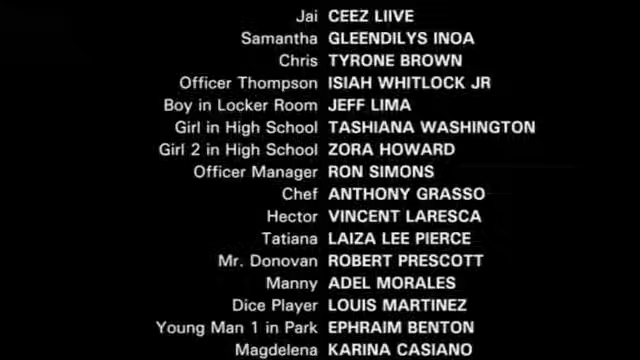 Jai CEEZ LIIVE
Samantha GLEENDILYS INOA
Chris TYRONE BROWN
Officer Thompson ISIAH WHITLOCK JR
Boy in Locker Room JEFF LIMA
Girl in High School TASHIANA WASHINGTON
Girl 2 in High School ZORA HOWARD
Officer Manager RON SIMONS
Chef ANTHONY GRASSO
Hector VINCENT LARESCA
Tatiana LAIZA LEE PIERCE
Mr. Donovan ROBERT PRESCOTT
Manny ADEL MORALES
Dice Player LOUIS MARTINEZ
Young Man 1 in Park EPHRAIM BENTON
Magdelena KARINA CASIANO